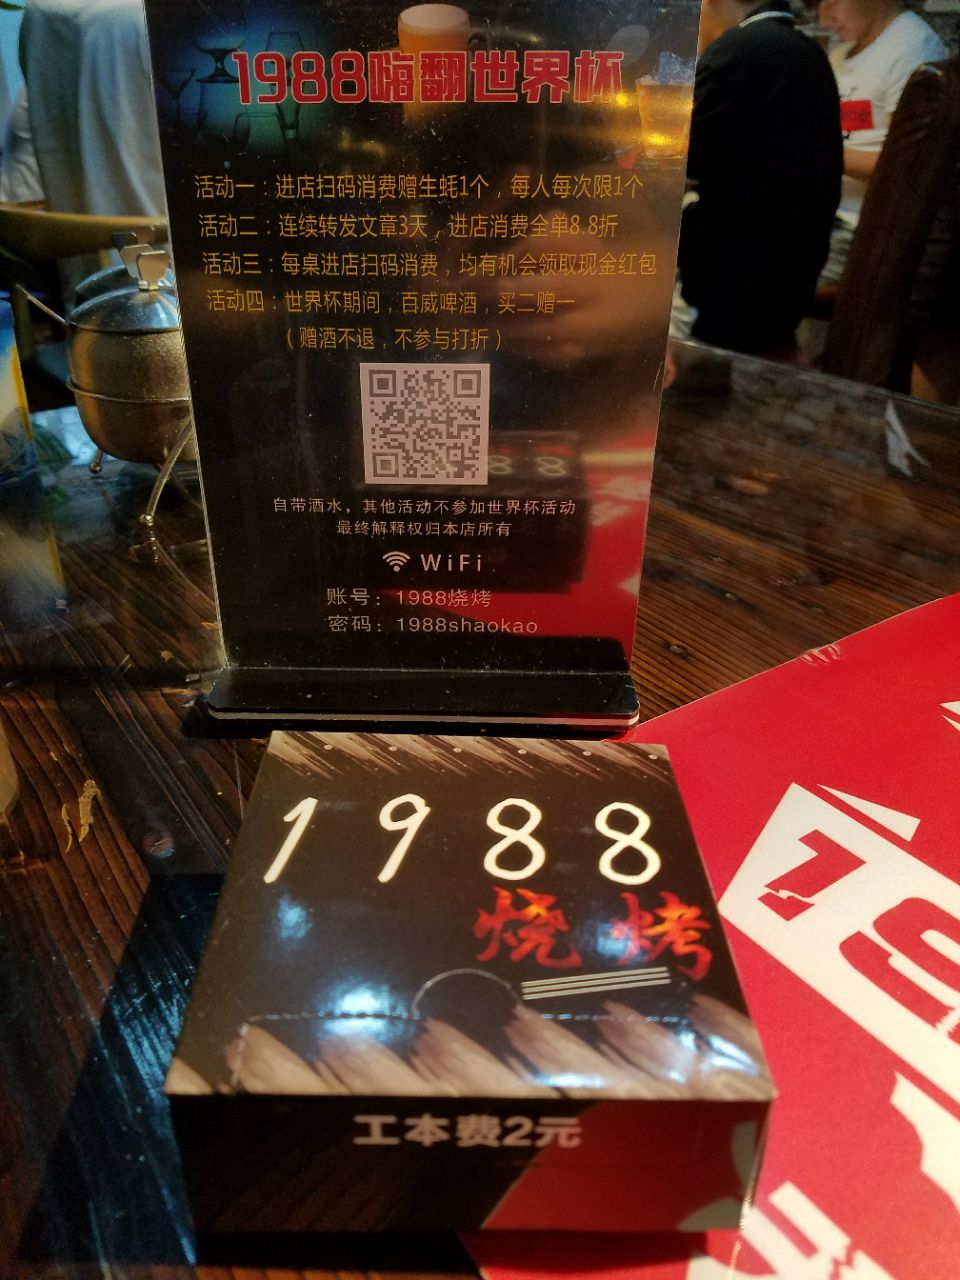 1988嗨翻世界杯
活动一：进店扫码消费赠生蚝1个，每人每次限1个
活动二：连续转发文章3天，进店消费全单8.8折
活动三：每桌进店扫码消费，均有机会领取现金红包
活动四：世界杯期间，百威啤酒，买二赠一
（赠酒不退，不参与打折）
自带酒水，其他活动不参加世界杯活动
最终解释权归本店所有
WiFi
账号：1988烧烤
密码：1988shaokao
1988
烧烤
工本费2元